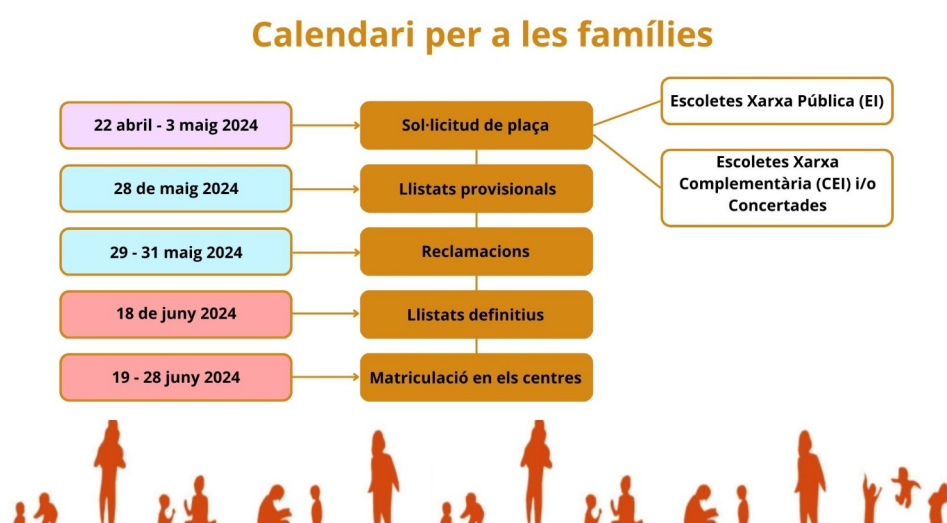 Calendari per a les famílies
22 abril - 3 maig 2024
Sol·licitud de plaça
Escoletes Xarxa Pública (EI)
Escoletes Xarxa
Complementària (CEI) i/o
Concertades
28 de maig 2024
Llistats provisionals
29 - 31 maig 2024
Reclamacions
18 de juny 2024
Llistats definitius
19 - 28 juny 2024
Matriculació en els centres